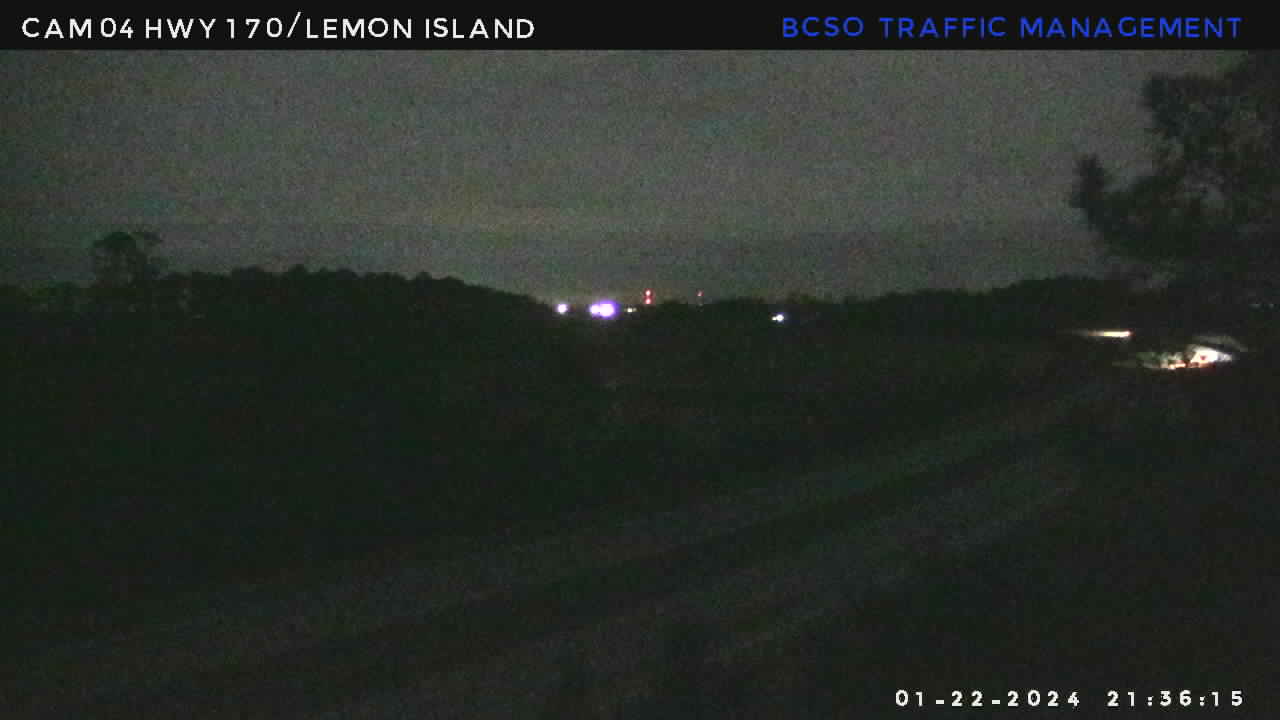 CAM04 HWY 170/LEMON ISLAND
BCSO TRAFFIC MANAGEMENT
01-22-2024 21:36:15